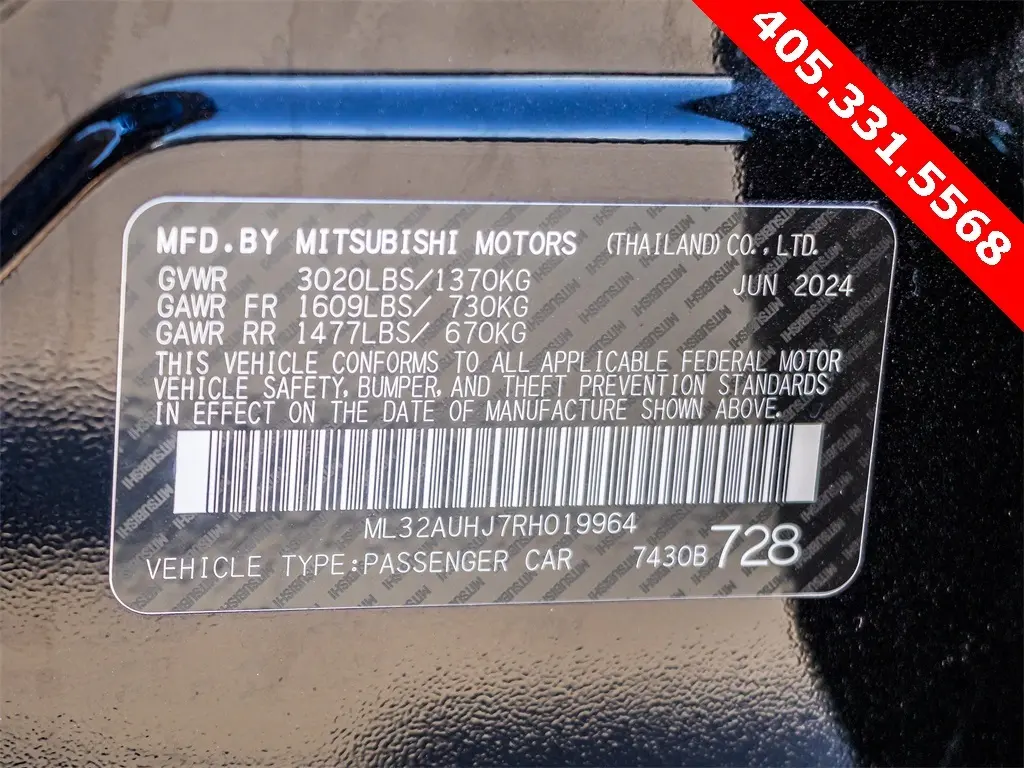 405.331.5568
MFD.BY MITSUBISHI MOTORS (THAILAND)CO.,LTD.
GVWR 3020LBS/1370KG JUN 2024
GAWR FR 1609LBS/ 730KG
GAWR RR 1477LBS/ 670KG
THIS VEHICLE CONFORMS TO ALL APPLICABLE FEDERAL MOTOR
VEHICLE SAFETY, BUMPER, AND THEFT PREVENTION STANDARDS
IN EFFECT ON THE DATE OF MANUFACTURE SHOWN ABOVE.
ML32AUHJ7RH019964
VEHICLE TYPE:PASSENGER CAR 7430B 728